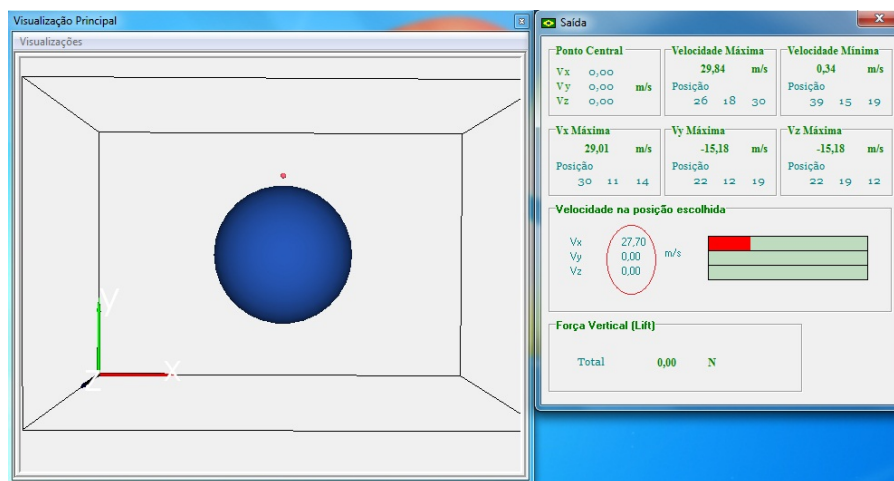 Visualização Principal
Visualizações
y
x
z
Saída
Ponto Central
Vx 0,00
Vy 0,00 m/s
Vz 0,00
Velocidade Máxima
29,84 m/s
Posição
26 18 30
Velocidade Mínima
0,34 m/s
Posição
39 15 19
Vx Máxima
29,01 m/s
Posição
30 11 14
Vy Máxima
-15,18 m/s
Posição
22 12 19
Vz Máxima
-15,18 m/s
Posição
22 19 12
Velocidade na posição escolhida
Vx 27,70
Vy 0,00 m/s
Vz 0,00
Força Vertical (Lift)
Total 0,00 N